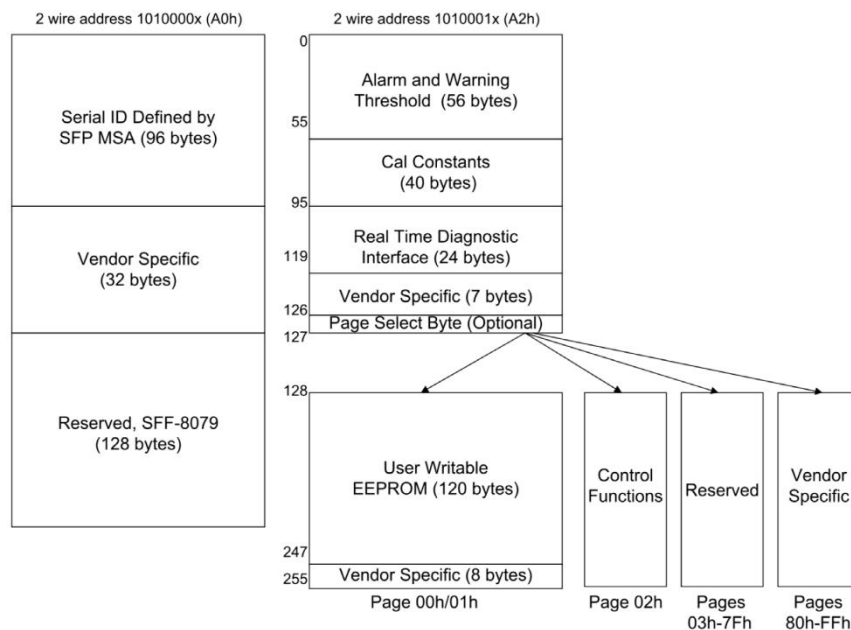 2 wire address 1010000x (A0h)
Serial ID Defined by
SFP MSA (96 bytes)
Vendor Specific
(32 bytes)
Reserved, SFF-8079
(128 bytes)
2 wire address 1010001x (A2h)
0
Alarm and Warning
Threshold (56 bytes)
55
Cal Constants
(40 bytes)
95
Real Time Diagnostic
Interface (24 bytes)
119
Vendor Specific (7 bytes)
126
Page Select Byte (Optional)
127
128
User Writable
EEPROM (120 bytes)
247
Vendor Specific (8 bytes)
255
Page 00h/01h
Control
Functions
Page 02h
Reserved
Pages
03h-7Fh
Vendor
Specific
Pages
80h-FFh